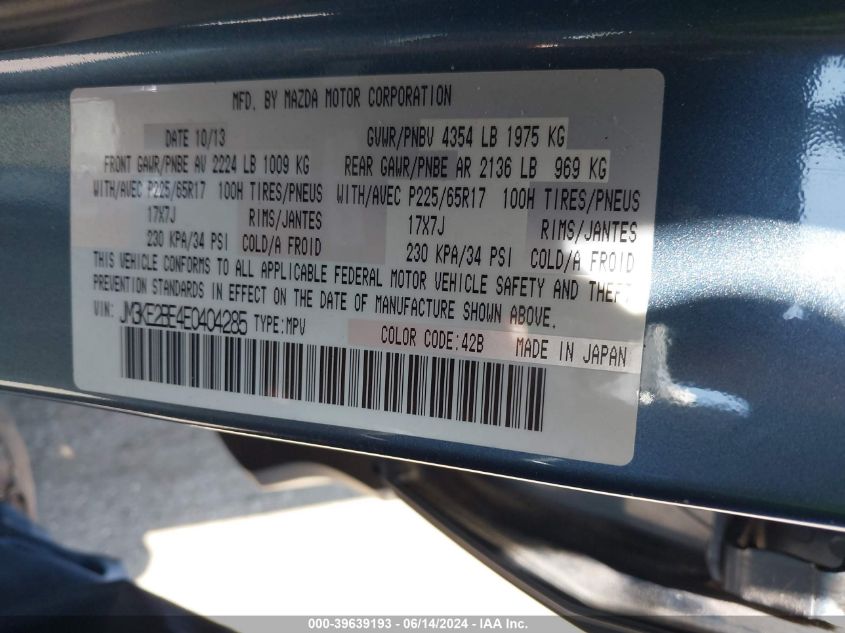 MFD. BY MAZDA MOTOR CORPORATION
DATE 10/13 GVWR/PNBV 4354 LB 1975 KG
FRONT GAWR/PNBE AV 2224 LB 1009 KG REAR GAWR/PNBE AR 2136 LB 969 KG
WITH/AVEC P225/65R17 100H TIRES/PNEUS WITH/AVEC P225/65R17 100H TIRES/PNEUS
17X7J RIMS/JANTES 17X7J RIMS/JANTES
230 KPA/34 PSI COLD/A FROID 230 KPA/34 PSI COLD/A FROID
THIS VEHICLE CONFORMS TO ALL APPLICABLE FEDERAL MOTOR VEHICLE SAFETY AND THEFT
PREVENTION STANDARDS IN EFFECT ON THE DATE OF MANUFACTURE SHOWN ABOVE.
VIN: JM3KE2BE4E0404285 TYPE:MPV
COLOR CODE:42B MADE IN JAPAN
000-39639193 - 06/14/2024 - IAA Inc.